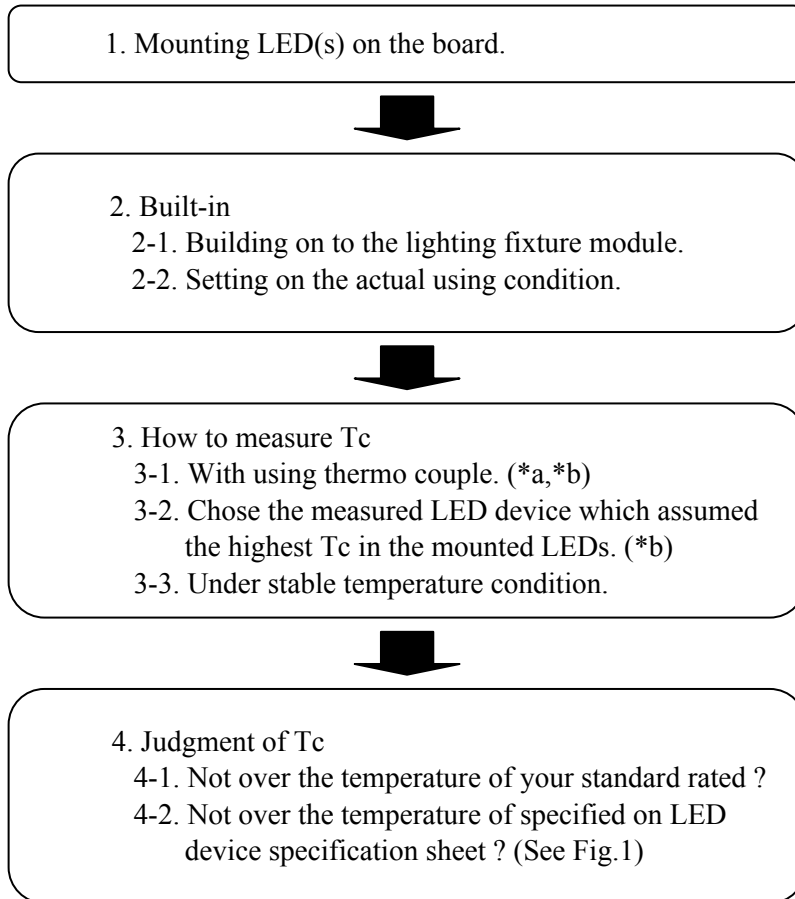 1. Mounting LED(s) on the board.
2. Built-in
2-1. Building on to the lighting fixture module.
2-2. Setting on the actual using condition.
3. How to measure Tc
3-1. With using thermo couple. (*a,*b)
3-2. Chose the measured LED device which assumed
the highest Tc in the mounted LEDs. (*b)
3-3. Under stable temperature condition.
4. Judgment of Tc
4-1. Not over the temperature of your standard rated ?
4-2. Not over the temperature of specified on LED
device specification sheet ? (See Fig.1)